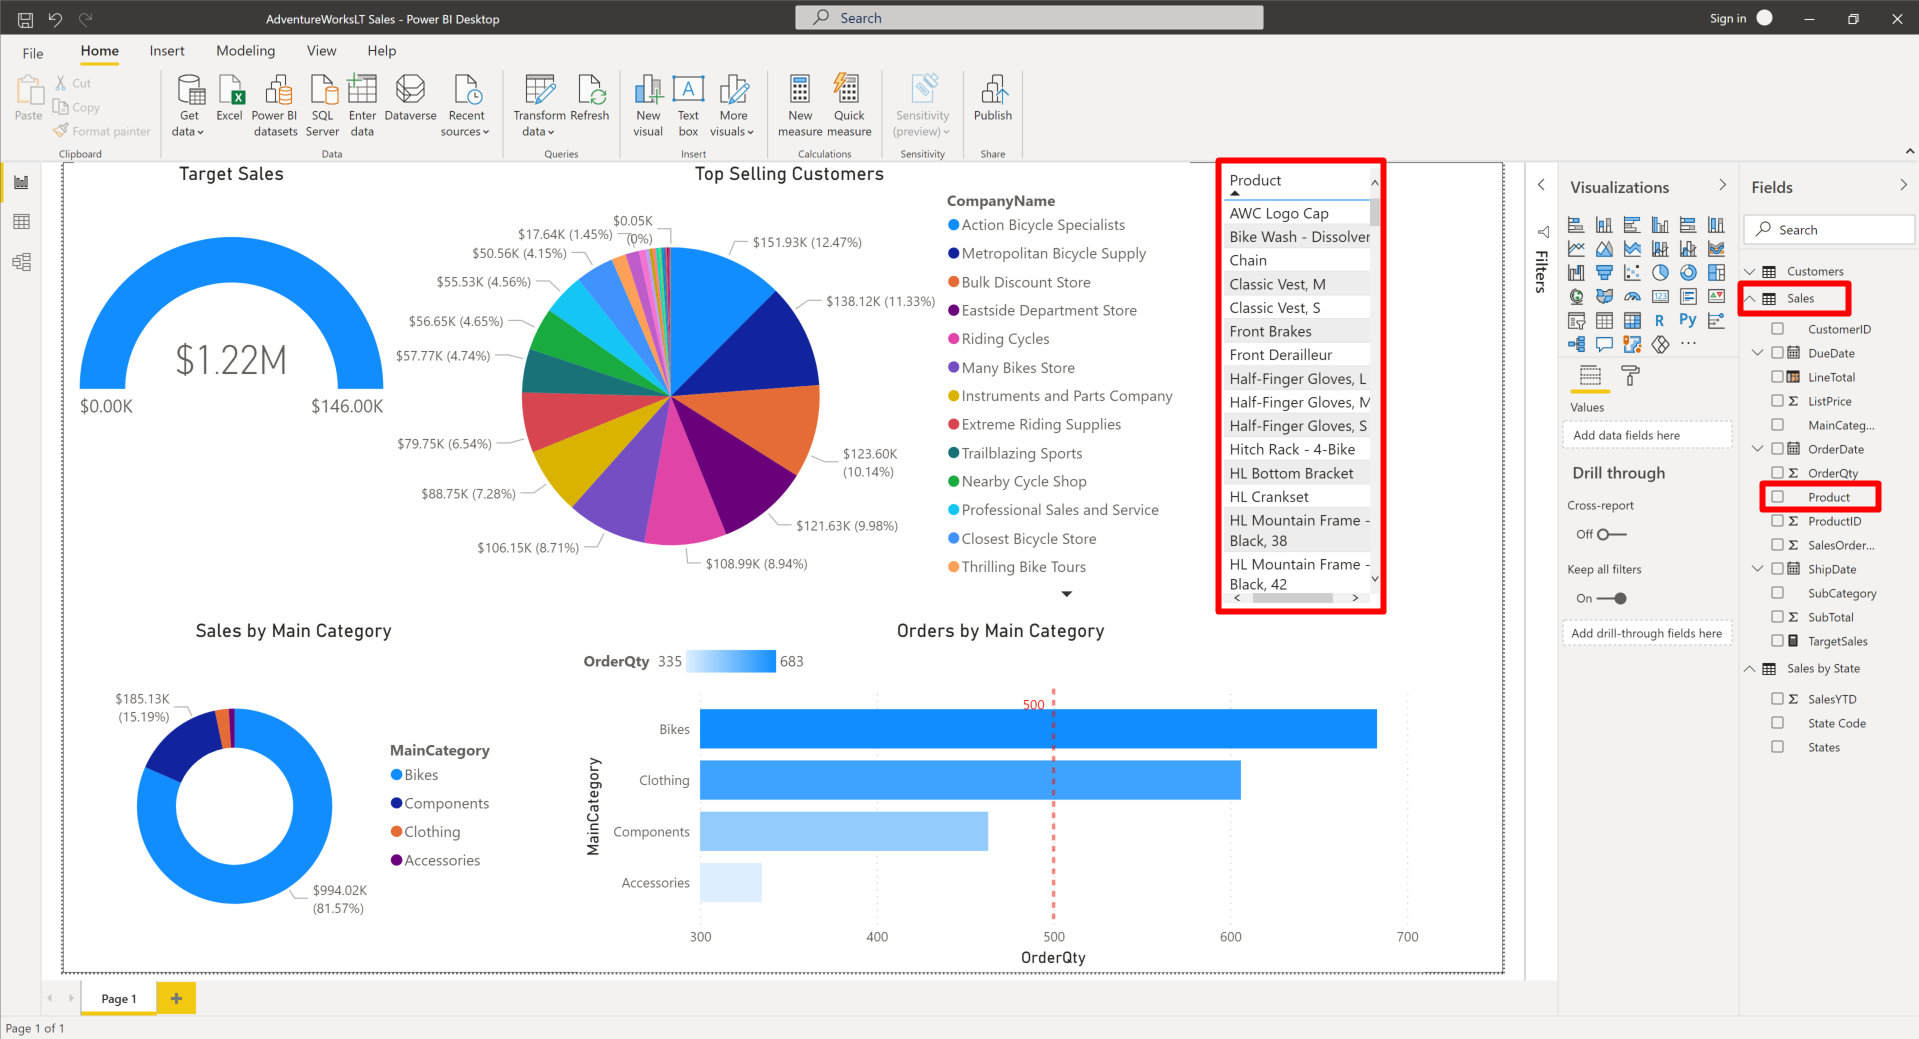 AdventureWorksLT Sales - Power BI Desktop
Search
Sign in
File
Home
Insert
Modeling
View
Help
Paste
Cut
Copy
Format painter
Clipboard
Get data
Excel
Power BI datasets
SQL Server
Enter data
Dataverse
Recent sources
Data
Transform data
Refresh
Queries
New visual
Text box
More visuals
Insert
New measure
Quick measure
Calculations
Sensitivity (preview)
Sensitivity
Publish
Share
Target Sales
$1.22M
$0.00K
$146.00K
Top Selling Customers
$0.05K
(0%)
$17.64K (1.45%)
$50.56K (4.15%)
$55.53K (4.56%)
$56.65K (4.65%)
$57.77K (4.74%)
$79.75K (6.54%)
$88.75K (7.28%)
$106.15K (8.71%)
$151.93K (12.47%)
$138.12K (11.33%)
$123.60K
(10.14%)
$121.63K (9.98%)
$108.99K (8.94%)
CompanyName
Action Bicycle Specialists
Metropolitan Bicycle Supply
Bulk Discount Store
Eastside Department Store
Riding Cycles
Many Bikes Store
Instruments and Parts Company
Extreme Riding Supplies
Trailblazing Sports
Nearby Cycle Shop
Professional Sales and Service
Closest Bicycle Store
Thrilling Bike Tours
Product
AWC Logo Cap
Bike Wash - Dissolver
Chain
Classic Vest, M
Classic Vest, S
Front Brakes
Front Derailleur
Half-Finger Gloves, L
Half-Finger Gloves, M
Half-Finger Gloves, S
Hitch Rack - 4-Bike
HL Bottom Bracket
HL Crankset
HL Mountain Frame -
Black, 38
HL Mountain Frame -
Black, 42
Sales by Main Category
$185.13K
(15.19%)
$994.02K
(81.57%)
MainCategory
Bikes
Components
Clothing
Accessories
Orders by Main Category
OrderQty 335 683
500
MainCategory
Bikes
Clothing
Components
Accessories
300 400 500 600 700
OrderQty
Page 1
+
Page 1 of 1
Filters
Visualizations
123
R
Py
Values
Add data fields here
Drill through
Cross-report
Off
Keep all filters
On
Add drill-through fields here
Fields
Search
Customers
Sales
CustomerID
DueDate
LineTotal
Σ ListPrice
MainCateg...
OrderDate
Σ OrderQty
Product
Σ ProductID
Σ SalesOrder...
ShipDate
SubCategory
Σ SubTotal
TargetSales
Sales by State
Σ SalesYTD
State Code
States